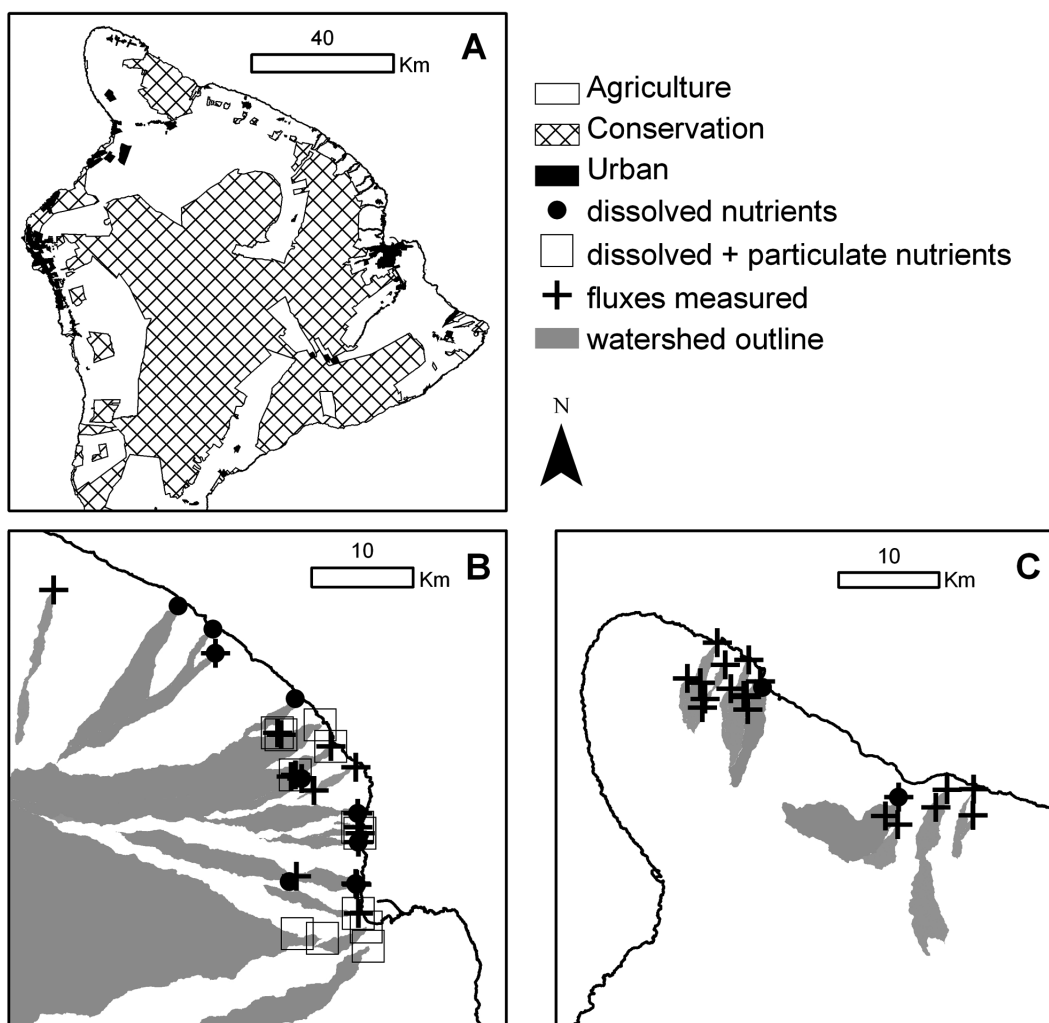 40
Km
A
Agriculture
Conservation
Urban
dissolved nutrients
dissolved + particulate nutrients
fluxes measured
watershed outline
N
10
Km
B
10
Km
C